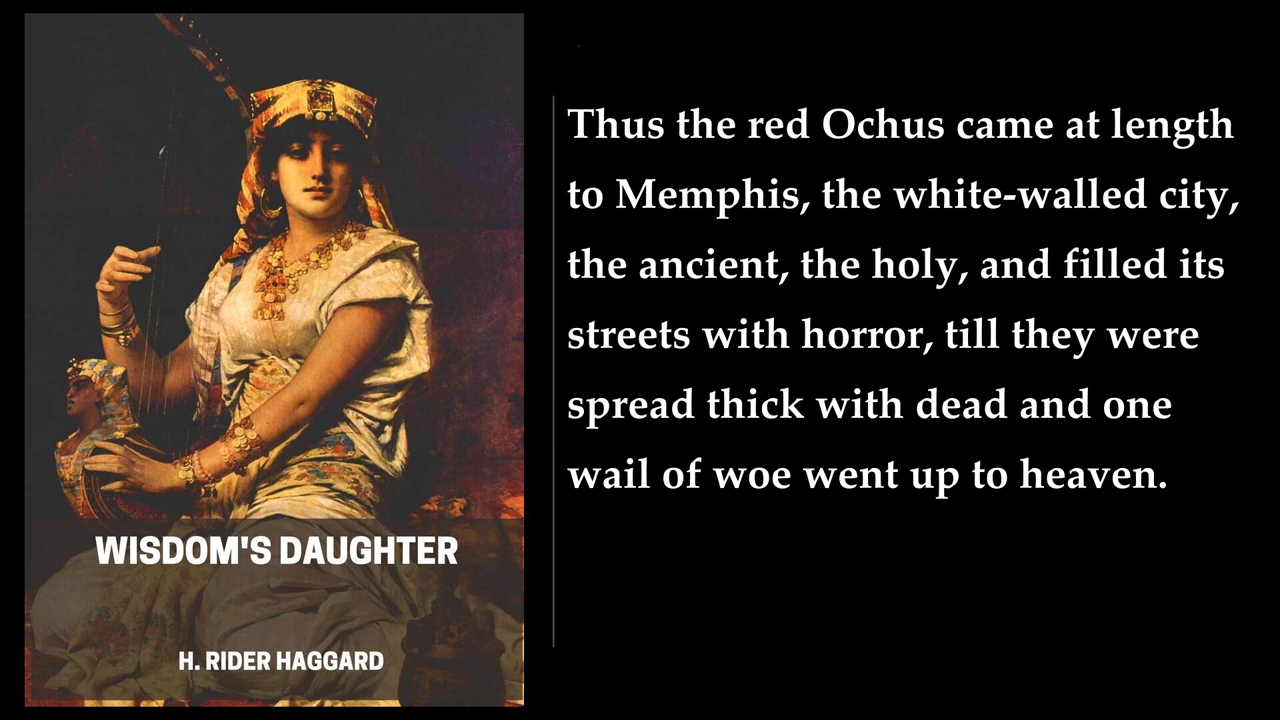 WISDOM'S DAUGHTER
H. RIDER HAGGARD
Thus the red Ochus came at length
to Memphis, the white-walled city,
the ancient, the holy, and filled its
streets with horror, till they were
spread thick with dead and one
wail of woe went up to heaven.